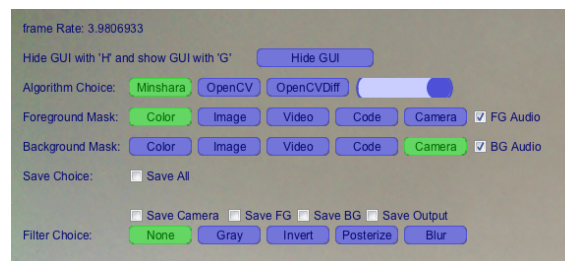 frame Rate: 3.9806933
Hide GUI with 'H' and show GUI with 'G' Hide GUI
Algorithm Choice: Minshara OpenCV OpenCVDiff
Foreground Mask: Color Image Video Code Camera FG Audio
Background Mask: Color Image Video Code Camera BG Audio
Save Choice: Save All
Save Camera Save FG Save BG Save Output
Filter Choice: None Gray Invert Posterize Blur